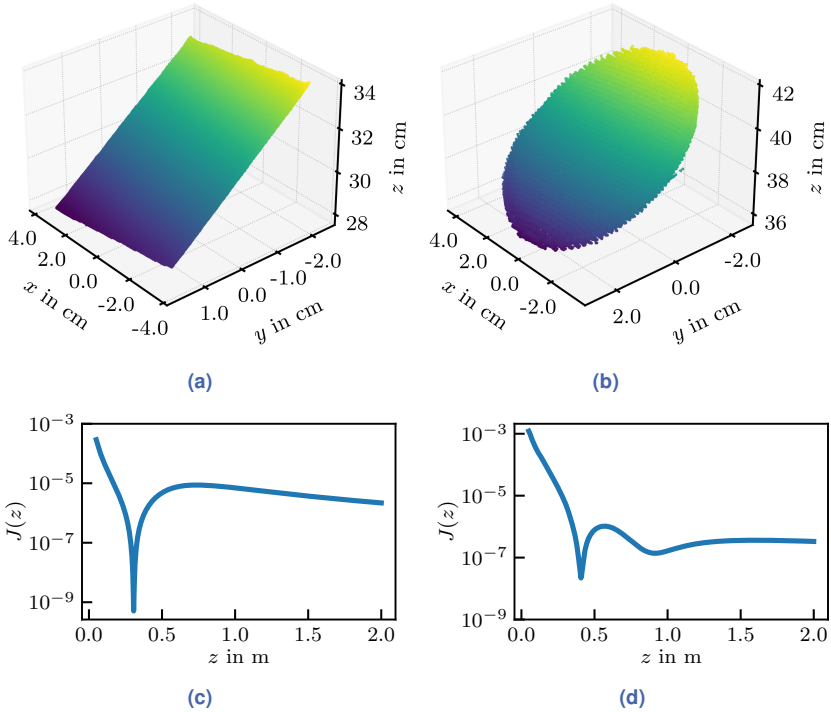 34
32
30
28
z in cm
4.0
2.0
0.0
-2.0
-4.0
x in cm
1.0
0.0
-1.0
-2.0
y in cm
(a)
42
40
38
36
z in cm
4.0
2.0
0.0
-2.0
x in cm
2.0
0.0
-2.0
y in cm
(b)
10⁻³
10⁻⁵
10⁻⁷
10⁻⁹
J(z)
0.0 0.5 1.0 1.5 2.0
z in m
(c)
10⁻³
10⁻⁵
10⁻⁷
10⁻⁹
J(z)
0.0 0.5 1.0 1.5 2.0
z in m
(d)